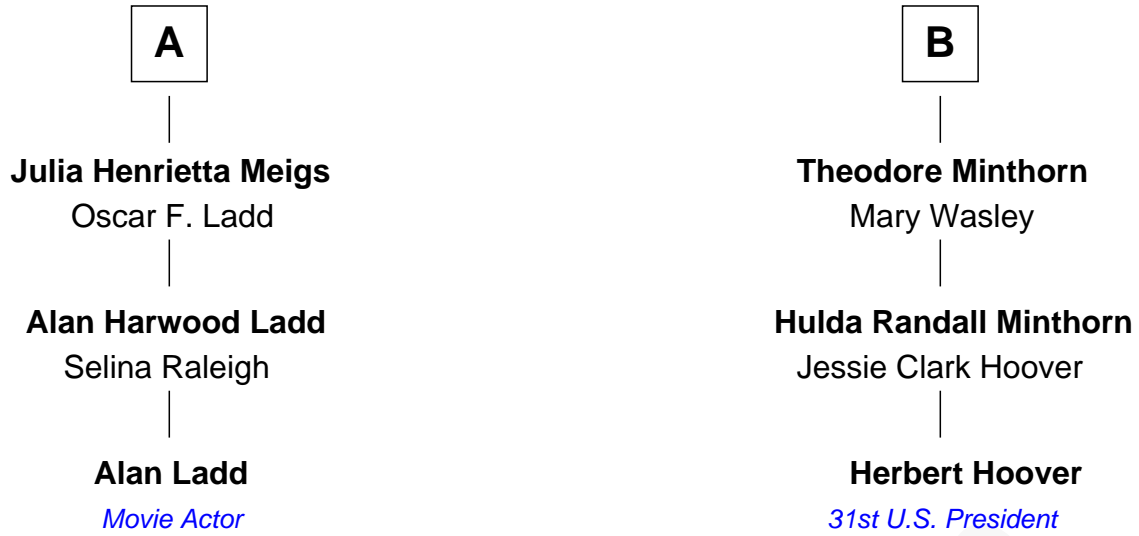 A
Julia Henrietta Meigs
Oscar F. Ladd
Alan Harwood Ladd
Selina Raleigh
Alan Ladd
Movie Actor
B
Theodore Minthorn
Mary Wasley
Hulda Randall Minthorn
Jessie Clark Hoover
Herbert Hoover
31st U.S. President